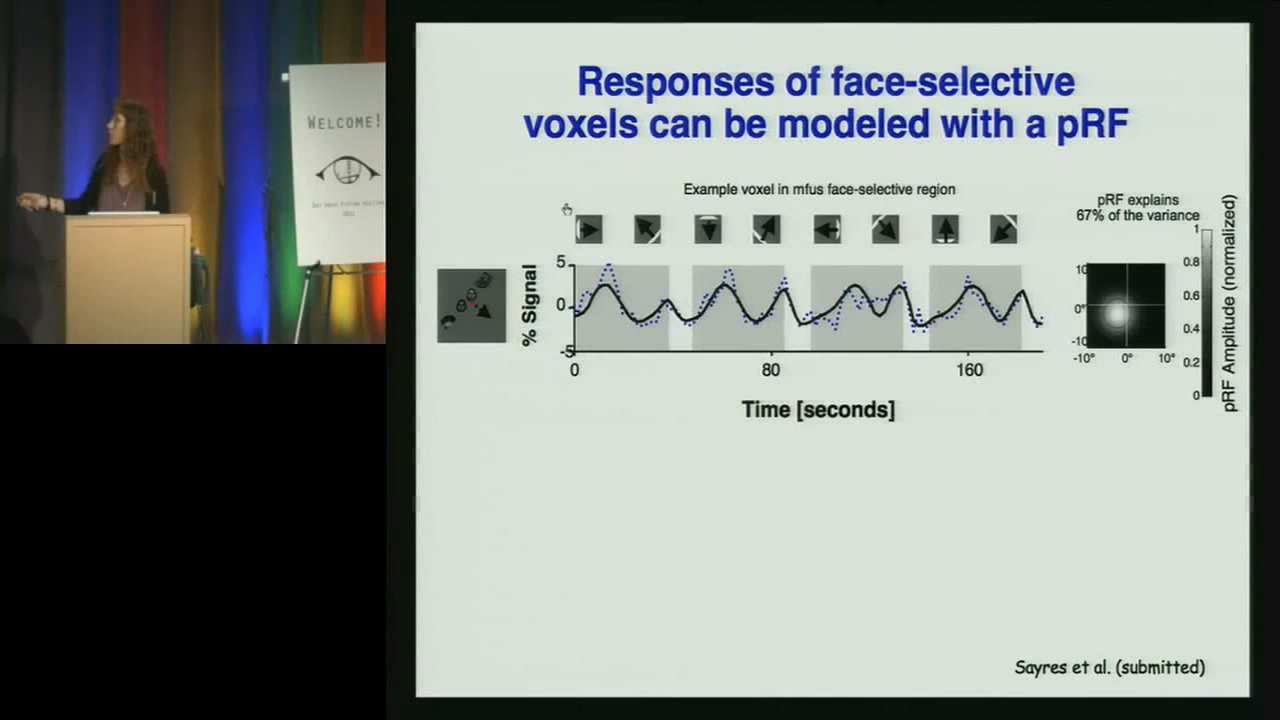 WELCOME!
2011
Responses of face-selective
voxels can be modeled with a pRF
Example voxel in mfus face-selective region
pRF explains
67% of the variance
% Signal
5
0
-5
0
80
160
Time [seconds]
10
0°
-10
-10°
0°
10°
1
0.8
0.6
0.4
0.2
0
pRF Amplitude (normalized)
Sayres et al. (submitted)